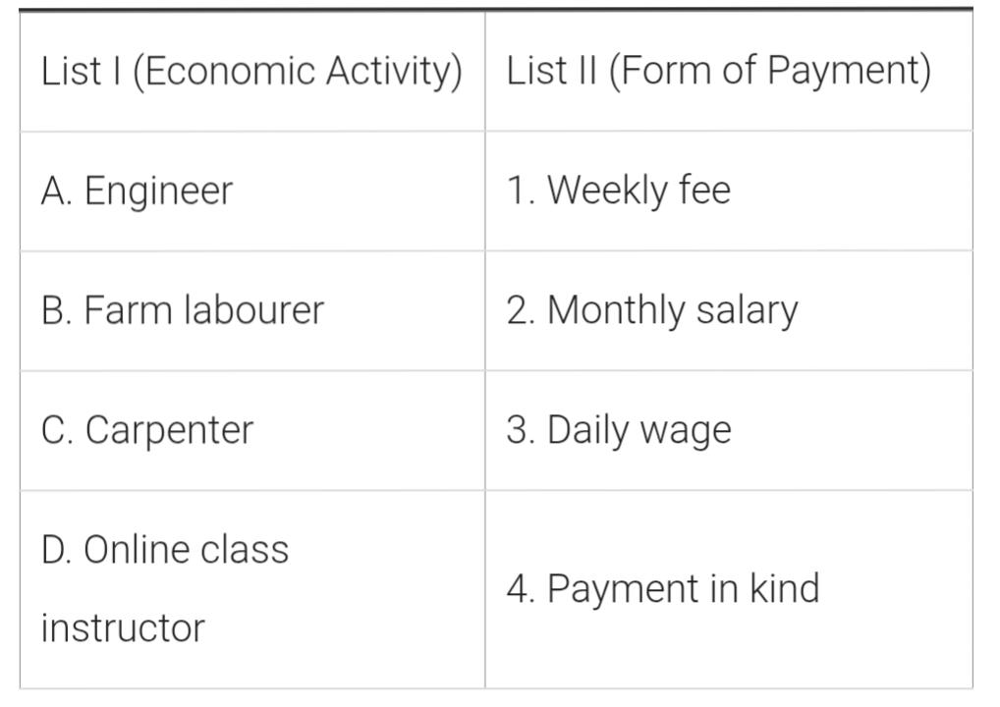 List I (Economic Activity) List II (Form of Payment)
A. Engineer 1. Weekly fee
B. Farm labourer 2. Monthly salary
C. Carpenter 3. Daily wage
D. Online class
instructor
4. Payment in kind